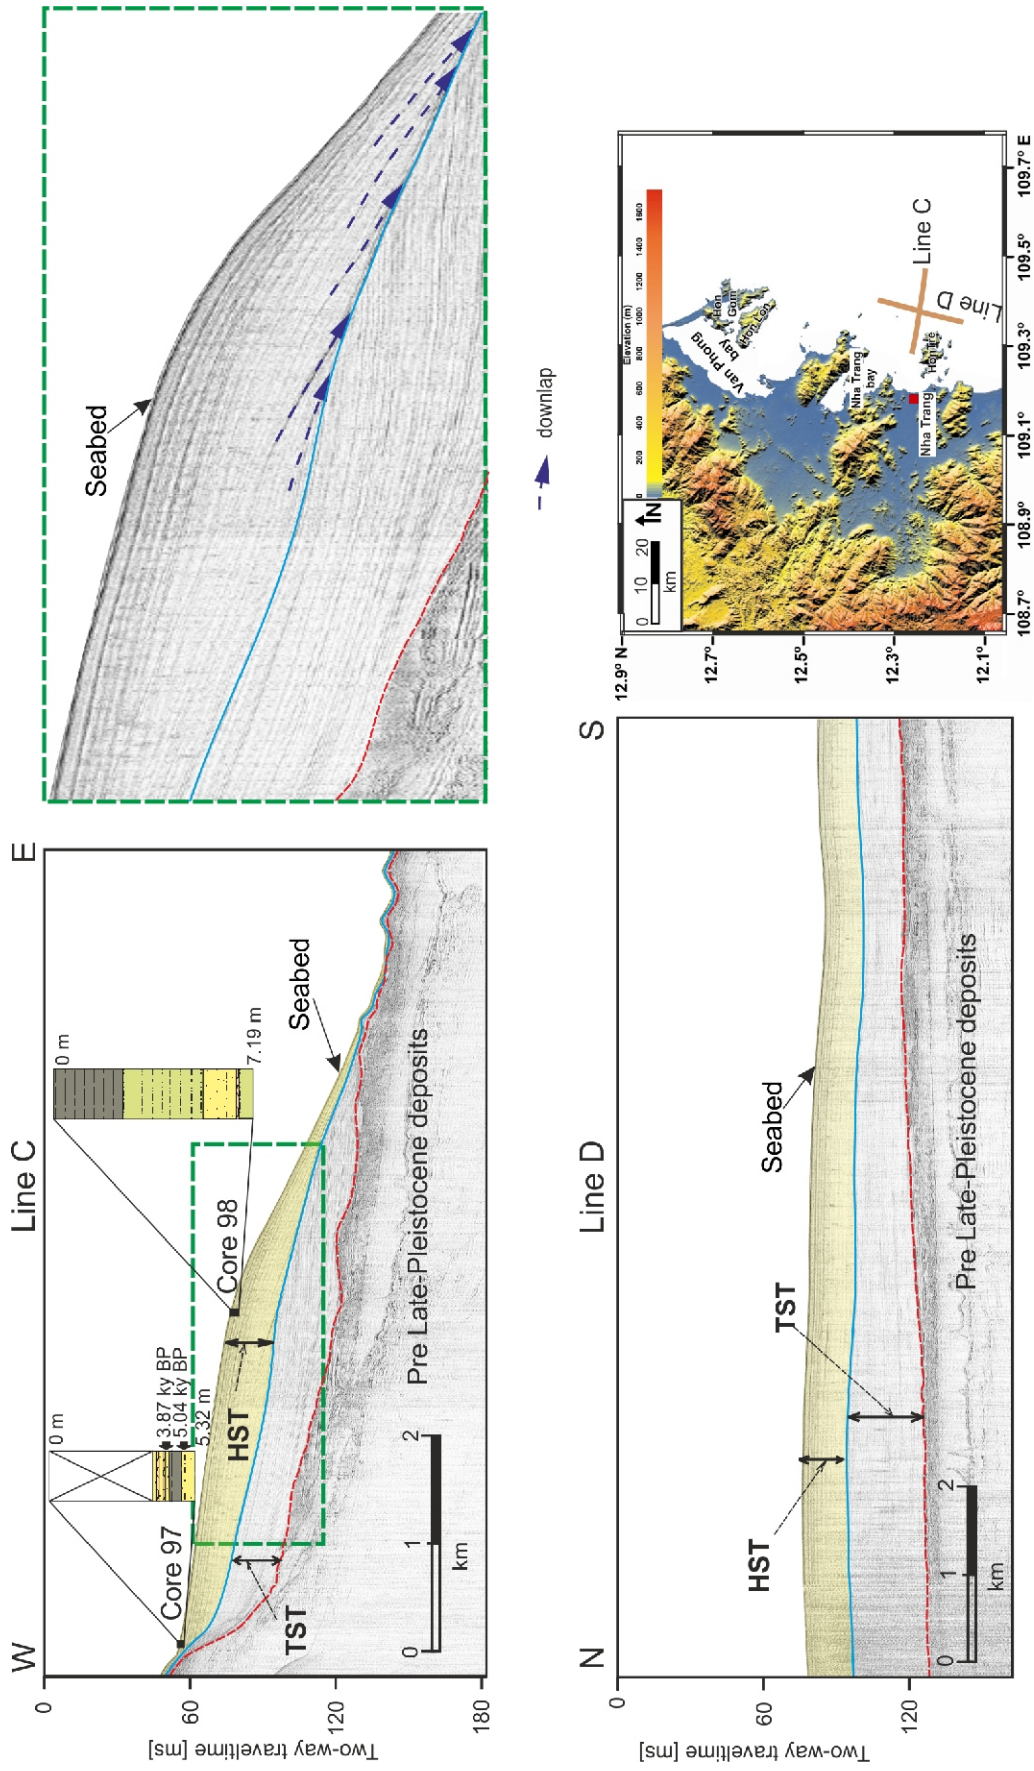 Line C
W
E
0
60
120
180
Two-way traveltime [ms]
Core 97
0 m
3.87 ky BP
5.04 ky BP
5.32 m
Core 98
0 m
7.19 m
HST
TST
Seabed
Pre Late-Pleistocene deposits
0
1
2
km
Seabed
downlap
Line D
N
S
0
60
120
Two-way traveltime [ms]
HST
TST
Seabed
Pre Late-Pleistocene deposits
0
1
2
km
12.9° N
12.7°
12.5°
12.3°
12.1°
108.7°
108.9°
109.1°
109.3°
109.5°
109.7° E
0 10 20
km
N
Elevation (m)
0 200 400 600 800 1000 1200 1400 1600
Van Phong
bay
Hon
Gom
Hon Lon
Nha Trang
bay
Nha Trang
Hon Tre
Line C
Line D